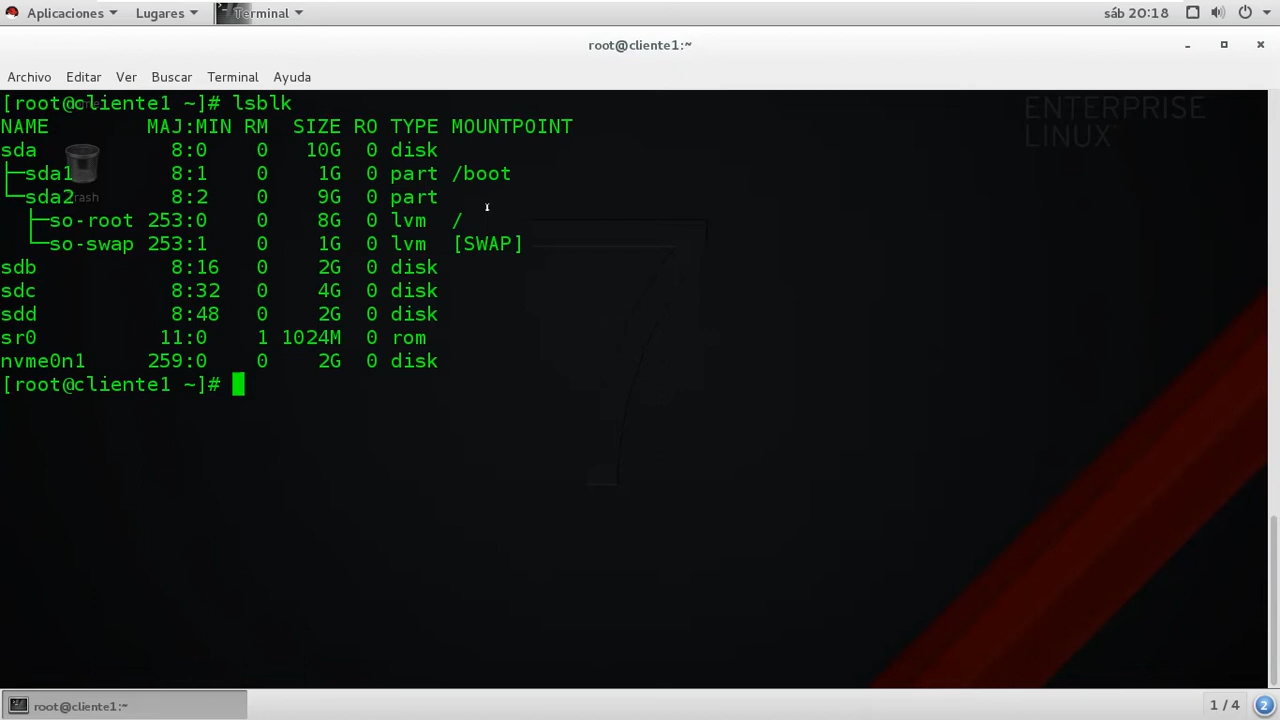 Aplicaciones Lugares Terminal sáb 20:18
root@cliente1:~
Archivo Editar Ver Buscar Terminal Ayuda
[root@cliente1 ~]# lsblk
NAME MAJ:MIN RM SIZE RO TYPE MOUNTPOINT
sda 8:0 0 10G 0 disk
├─sda1 8:1 0 1G 0 part /boot
└─sda2 8:2 0 9G 0 part
├─so-root 253:0 0 8G 0 lvm /
└─so-swap 253:1 0 1G 0 lvm [SWAP]
sdb 8:16 0 2G 0 disk
sdc 8:32 0 4G 0 disk
sdd 8:48 0 2G 0 disk
sr0 11:0 1 1024M 0 rom
nvme0n1 259:0 0 2G 0 disk
[root@cliente1 ~]#
ENTERPRISE
LINUX
root@cliente1:~ 1 / 4 2